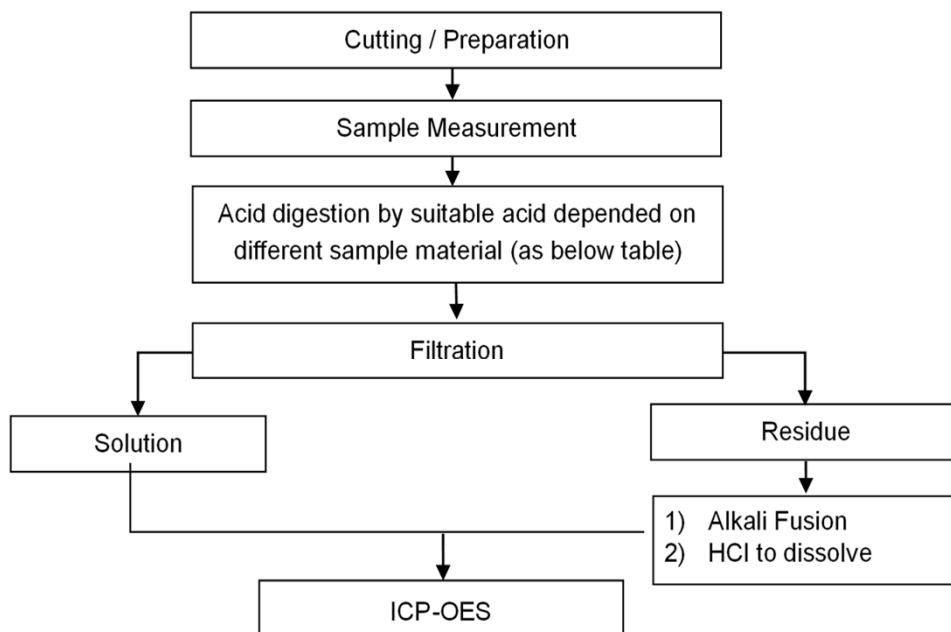 Cutting / Preparation
Sample Measurement
Acid digestion by suitable acid depended on
different sample material (as below table)
Filtration
Solution
Residue
1) Alkali Fusion
2) HCl to dissolve
ICP-OES